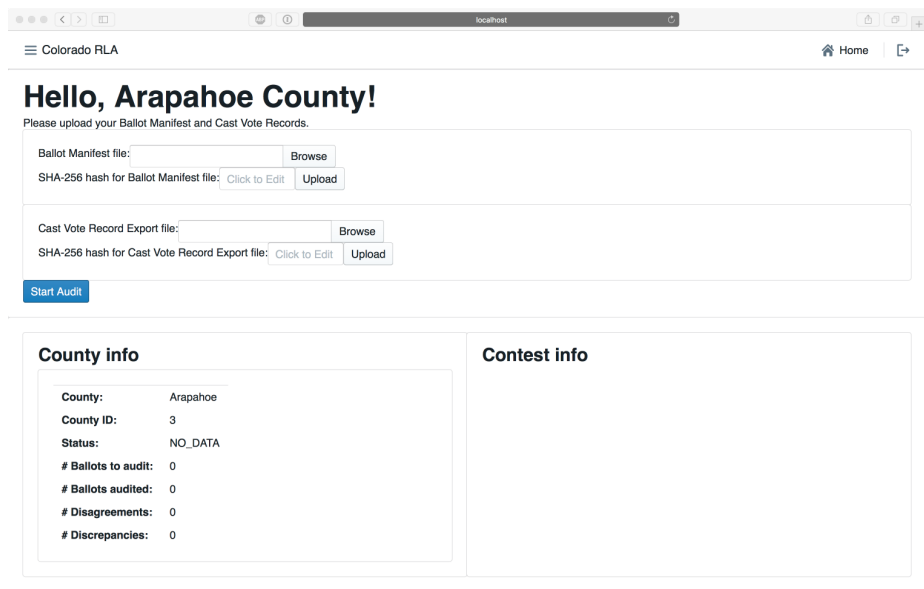 localhost
Colorado RLA
Home
Hello, Arapahoe County!
Please upload your Ballot Manifest and Cast Vote Records.
Ballot Manifest file: Browse
SHA-256 hash for Ballot Manifest file: Click to Edit Upload
Cast Vote Record Export file: Browse
SHA-256 hash for Cast Vote Record Export file: Click to Edit Upload
Start Audit
County info
County: Arapahoe
County ID: 3
Status: NO_DATA
# Ballots to audit: 0
# Ballots audited: 0
# Disagreements: 0
# Discrepancies: 0
Contest info